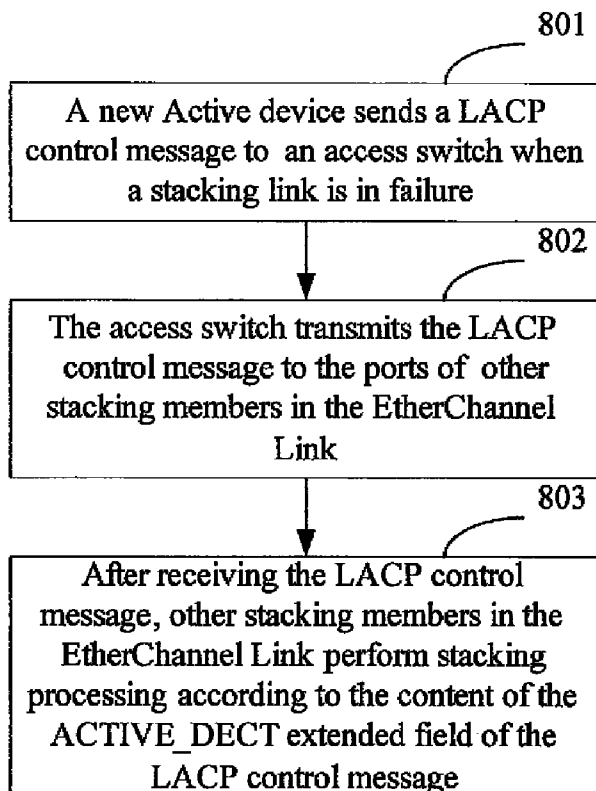 801
A new Active device sends a LACP
control message to an access switch when
a stacking link is in failure
802
The access switch transmits the LACP
control message to the ports of other
stacking members in the EtherChannel
Link
803
After receiving the LACP control
message, other stacking members in the
EtherChannel Link perform stacking
processing according to the content of the
ACTIVE_DECT extended field of the
LACP control message